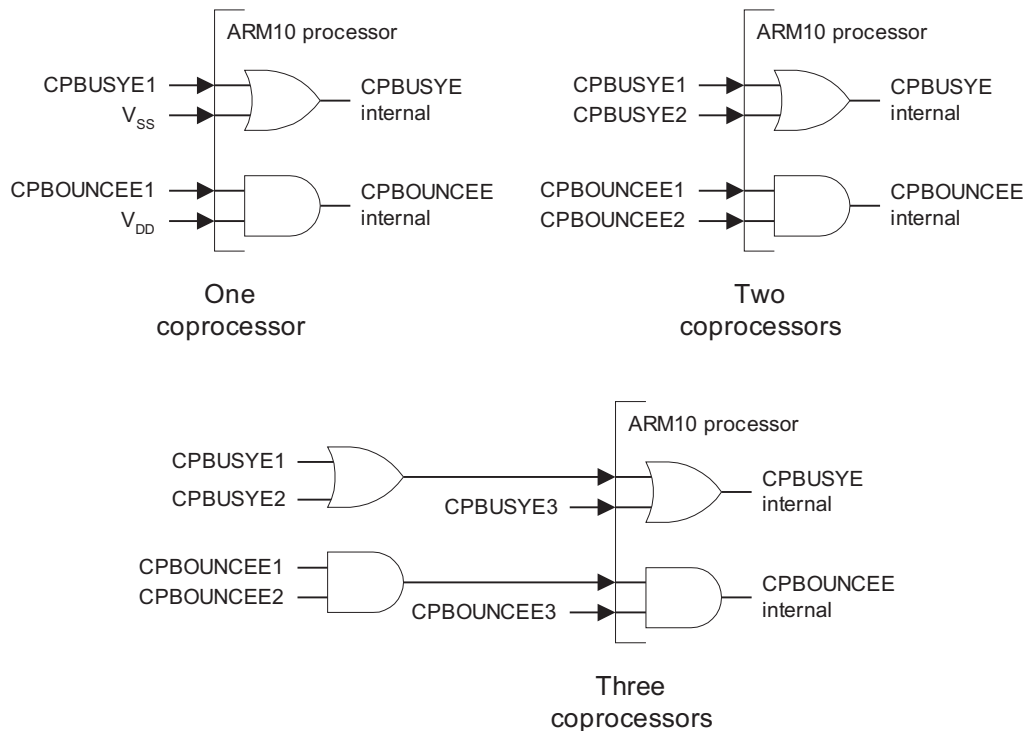 ARM10 processor
CPBUSYE1
VSS
CPBUSYE
internal
CPBOUNCEE1
VDD
CPBOUNCEE
internal
One
coprocessor
ARM10 processor
CPBUSYE1
CPBUSYE2
CPBUSYE
internal
CPBOUNCEE1
CPBOUNCEE2
CPBOUNCEE
internal
Two
coprocessors
ARM10 processor
CPBUSYE1
CPBUSYE2
CPBUSYE3
CPBUSYE
internal
CPBOUNCEE1
CPBOUNCEE2
CPBOUNCEE3
CPBOUNCEE
internal
Three
coprocessors